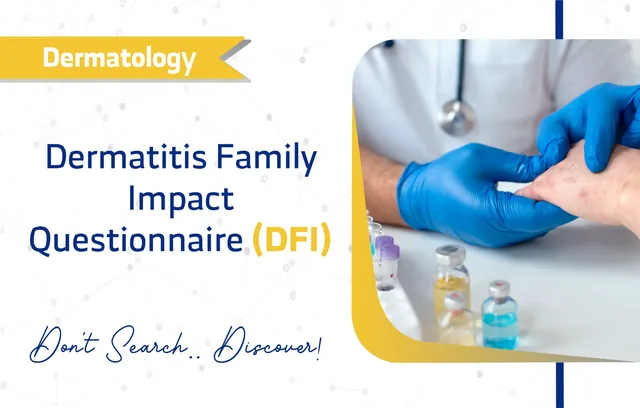 Dermatology
Dermatitis Family
Impact
Questionnaire (DFI)
Don't Search.. Discover!